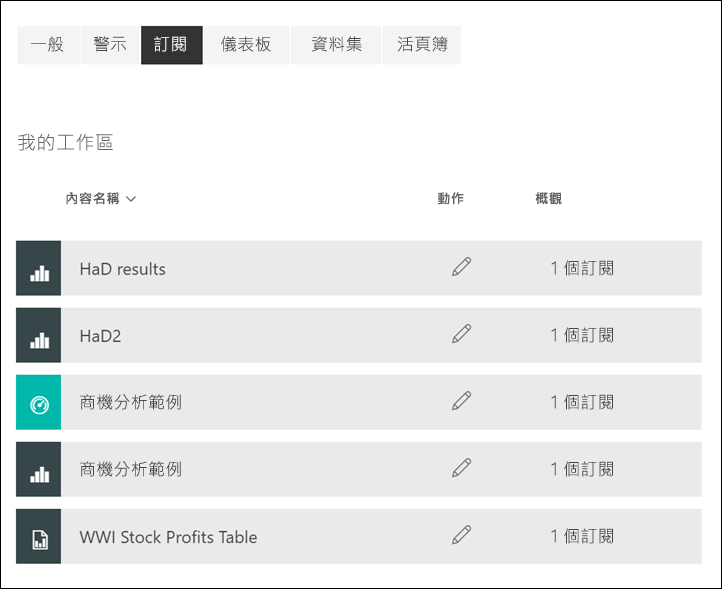 一般 警示 訂閱 儀表板 資料集 活頁簿
我的工作區
內容名稱 動作 概觀
HaD results 1 個訂閱
HaD2 1 個訂閱
商機分析範例 1 個訂閱
商機分析範例 1 個訂閱
WWI Stock Profits Table 1 個訂閱